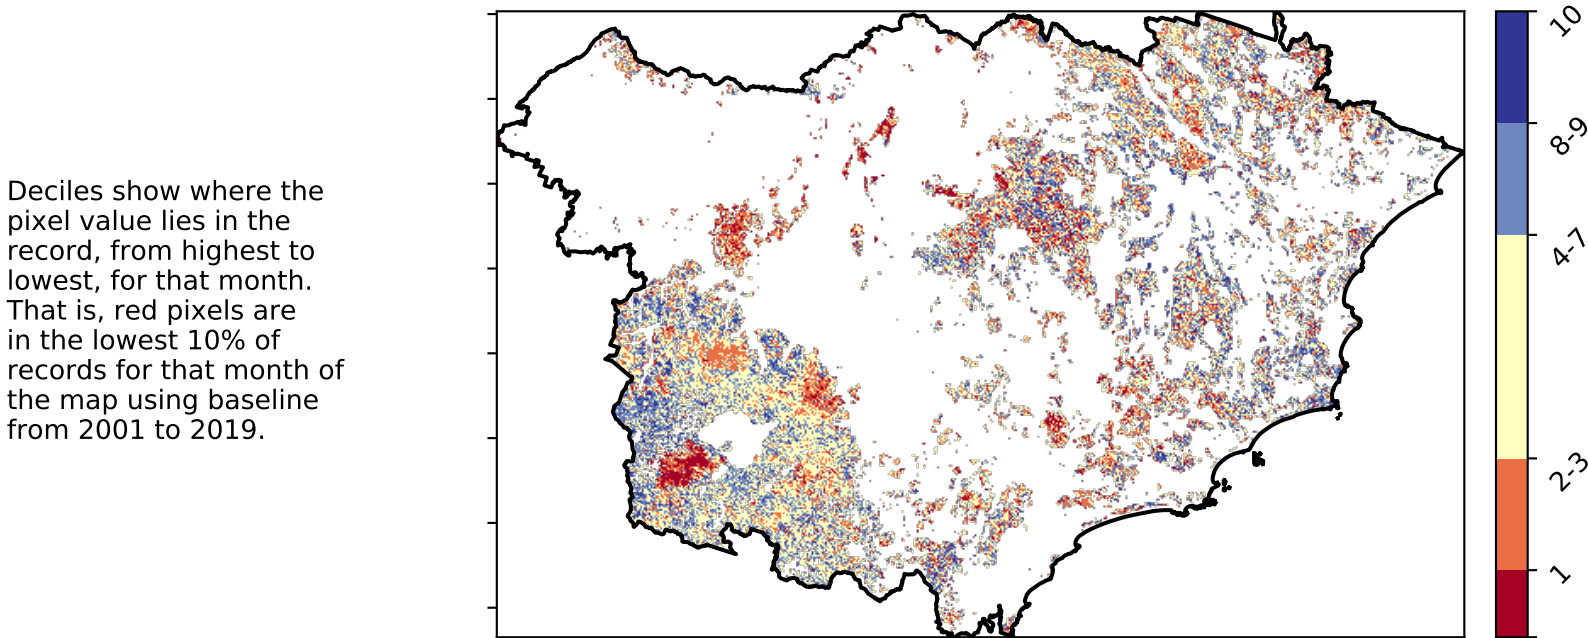 Deciles show where the
pixel value lies in the
record, from highest to
lowest, for that month.
That is, red pixels are
in the lowest 10% of
records for that month of
the map using baseline
from 2001 to 2019.
10
8-9
4-7
2-3
1